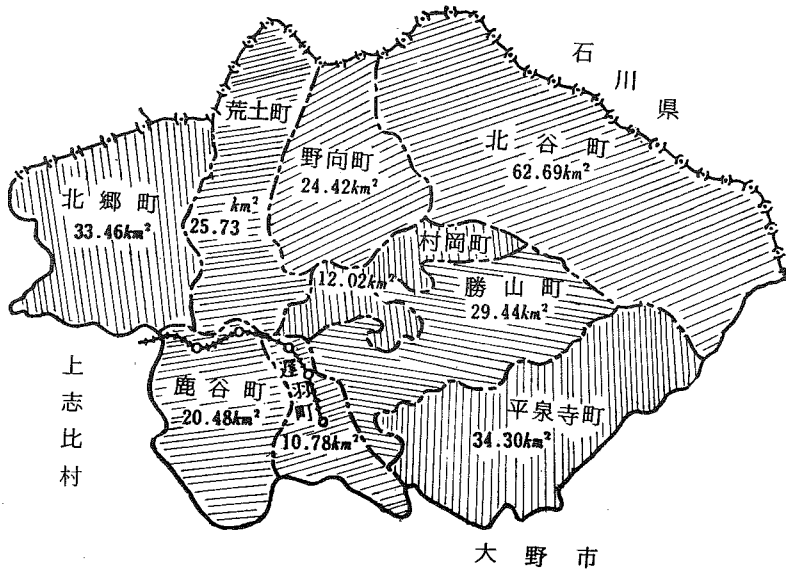 石川県
荒土町
km²
25.73
野向町
24.42km²
北谷町
62.69km²
北郷町
33.46km²
村岡町
12.02km²
勝山町
29.44km²
上志比村
鹿谷町
20.48km²
遅羽町
10.78km²
平泉寺町
34.30km²
大野市